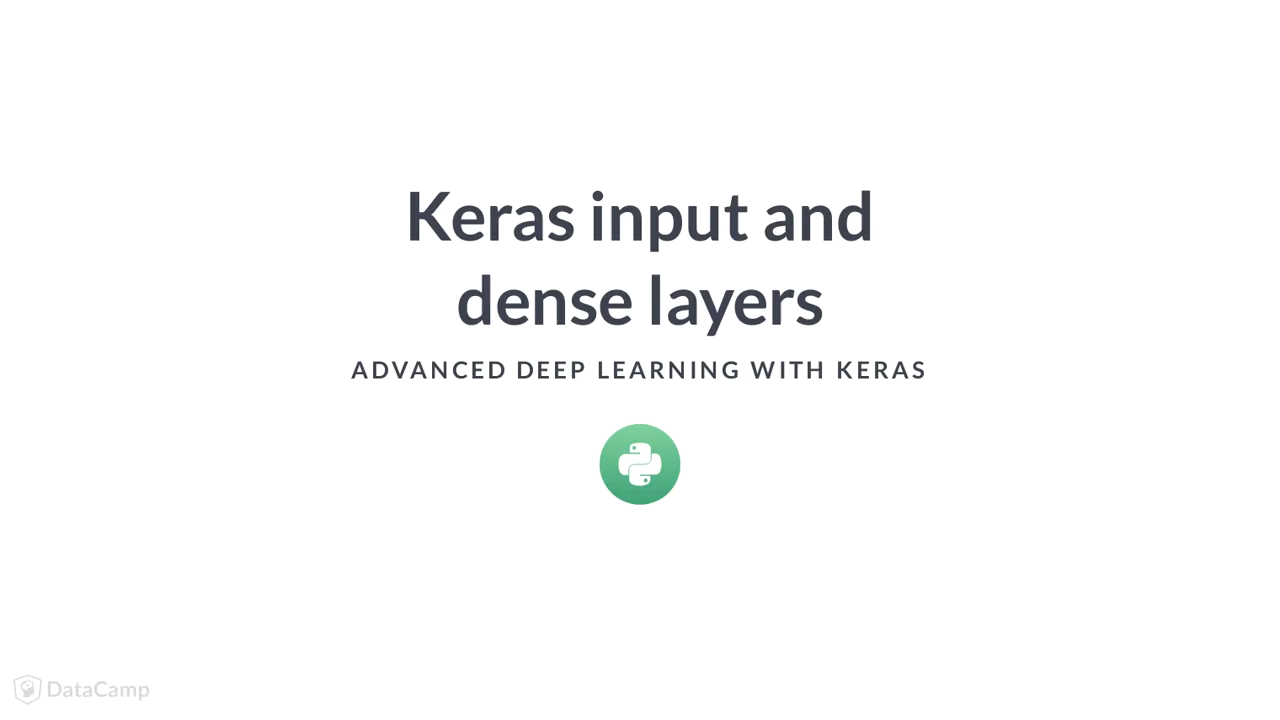 Keras input and
dense layers
ADVANCED DEEP LEARNING WITH KERAS
DataCamp